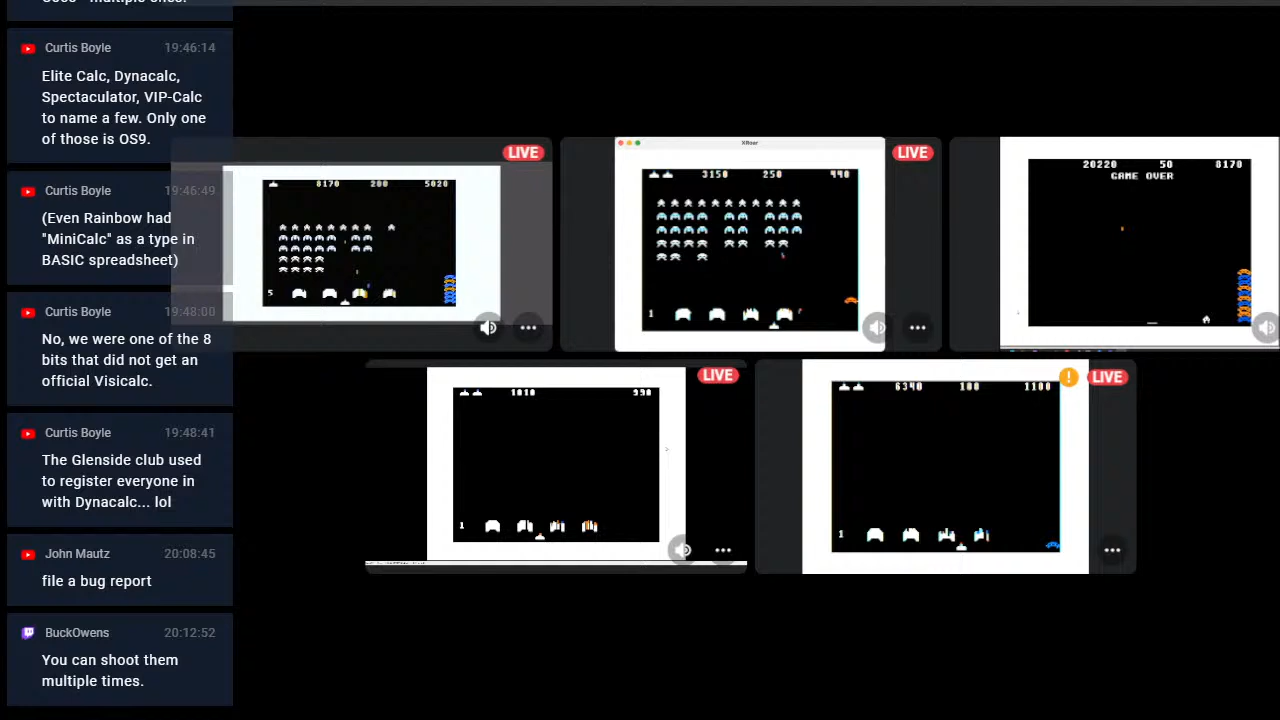 Curtis Boyle 19:46:14
Elite Calc, Dynacalc,
Spectaculator, VIP-Calc
to name a few. Only one
of those is OS9.
Curtis Boyle 19:46:49
(Even Rainbow had
"MiniCalc" as a type in
BASIC spreadsheet)
Curtis Boyle 19:48:00
No, we were one of the 8
bits that did not get an
official Visicalc.
Curtis Boyle 19:48:41
The Glenside club used
to register everyone in
with Dynacalc... lol
John Mautz 20:08:45
file a bug report
BuckOwens 20:12:52
You can shoot them
multiple times.
LIVE
8170 200 5020
5
XRoar
LIVE
3150 250 990
1
20220 50 8170
GAME OVER
LIVE
1010 990
1
LIVE
6340 100 1100
1